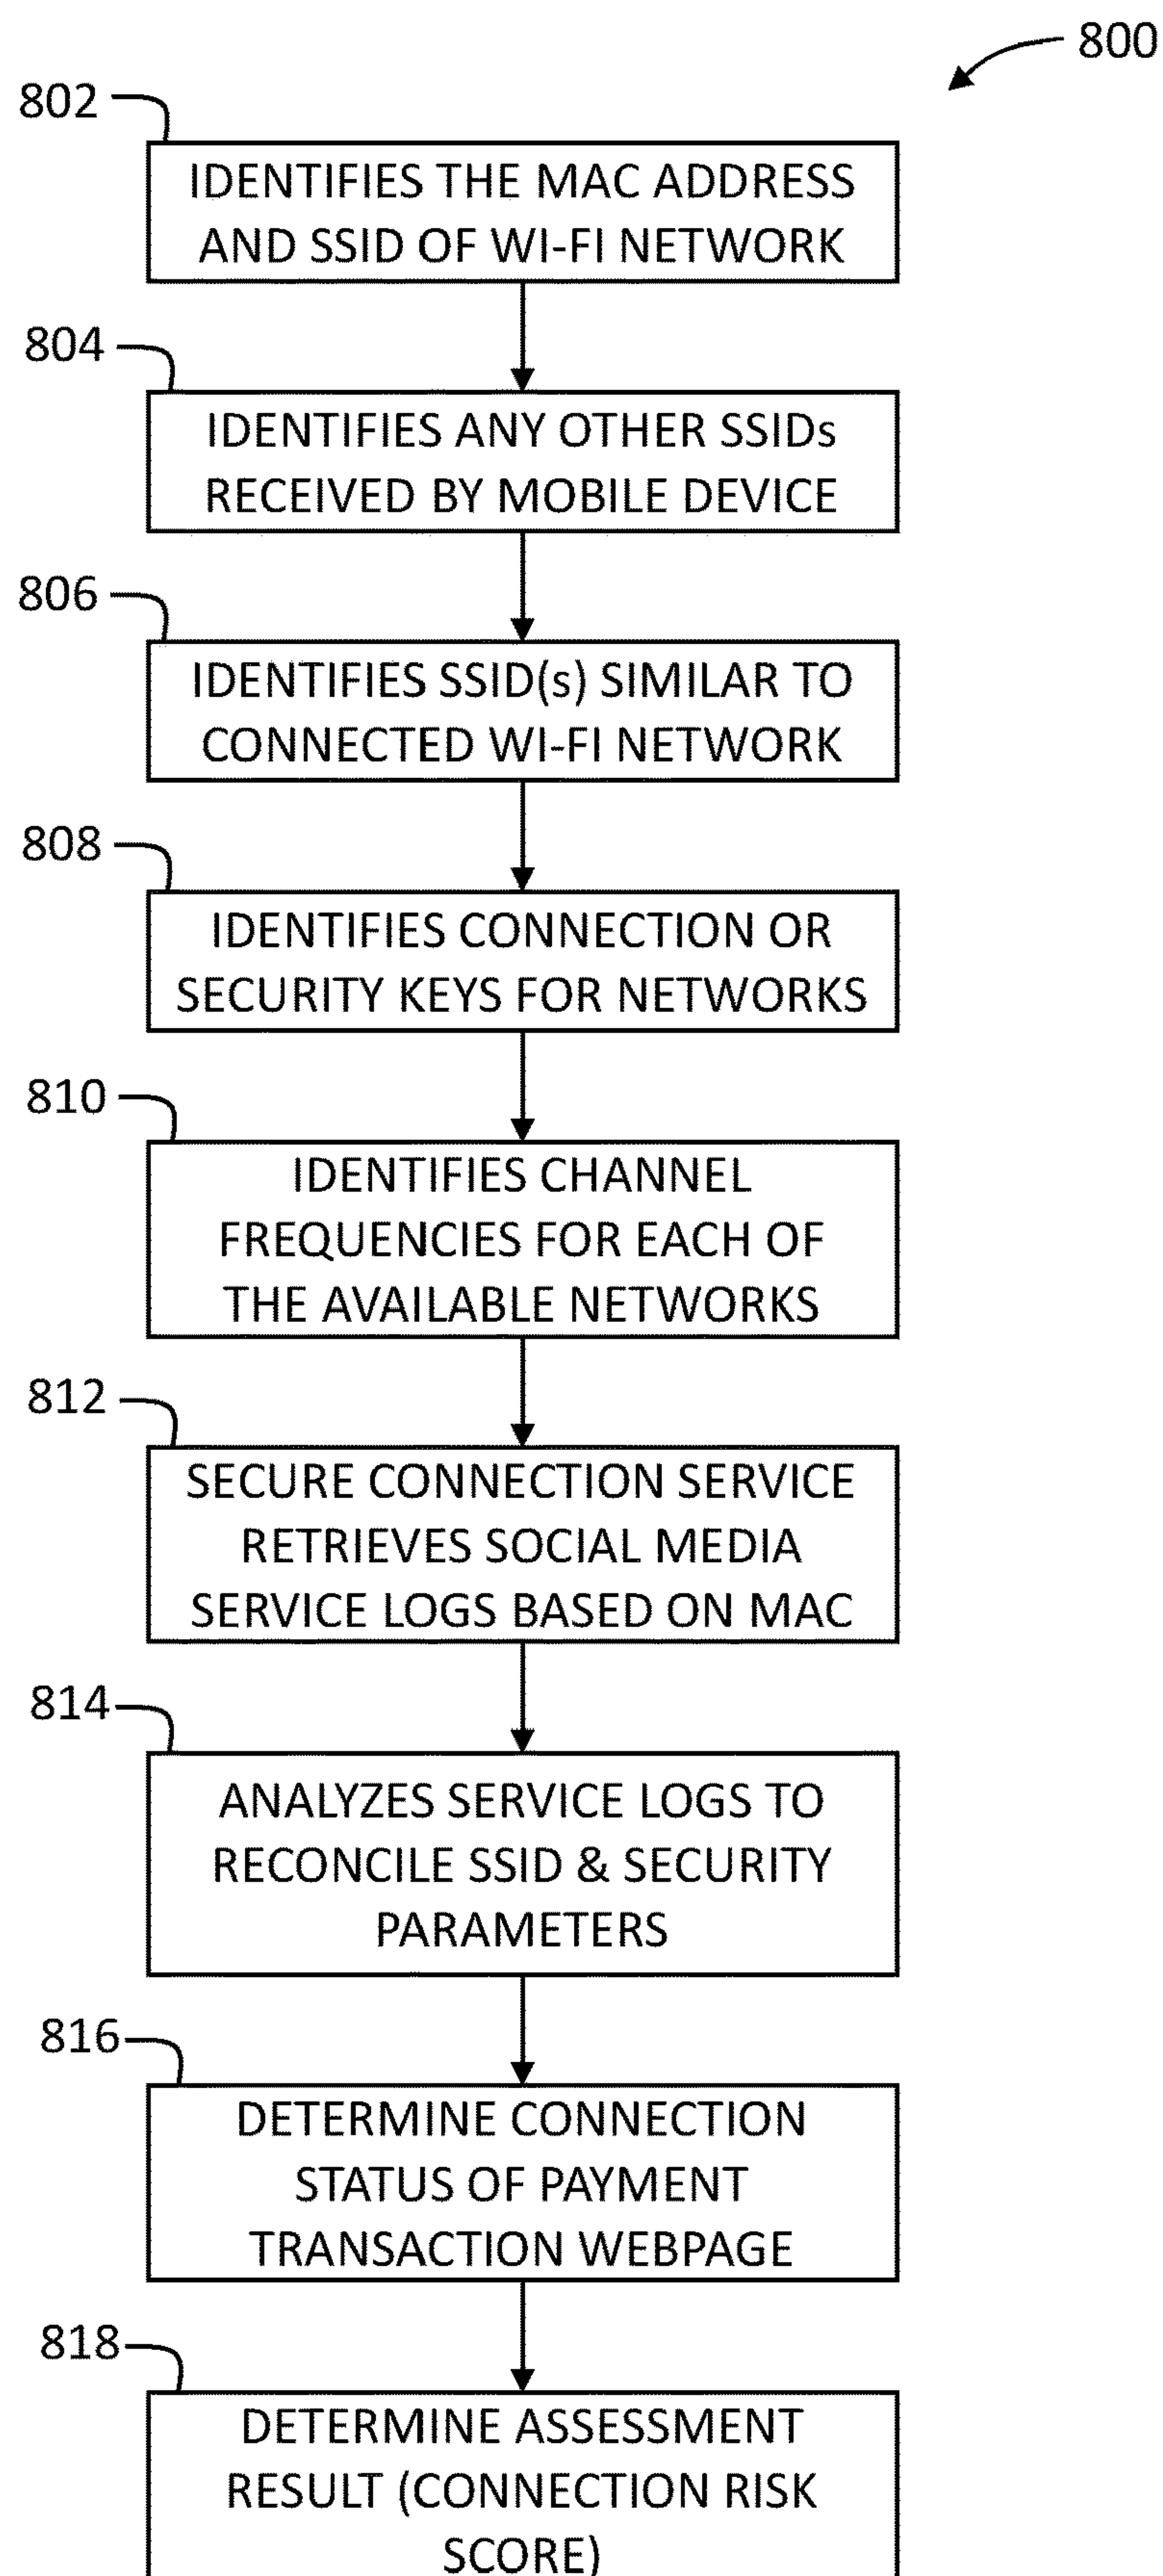 800
802
IDENTIFIES THE MAC ADDRESS
AND SSID OF WI-FI NETWORK
804
IDENTIFIES ANY OTHER SSIDs
RECEIVED BY MOBILE DEVICE
806
IDENTIFIES SSID(s) SIMILAR TO
CONNECTED WI-FI NETWORK
808
IDENTIFIES CONNECTION OR
SECURITY KEYS FOR NETWORKS
810
IDENTIFIES CHANNEL
FREQUENCIES FOR EACH OF
THE AVAILABLE NETWORKS
812
SECURE CONNECTION SERVICE
RETRIEVES SOCIAL MEDIA
SERVICE LOGS BASED ON MAC
814
ANALYZES SERVICE LOGS TO
RECONCILE SSID & SECURITY
PARAMETERS
816
DETERMINE CONNECTION
STATUS OF PAYMENT
TRANSACTION WEBPAGE
818
DETERMINE ASSESSMENT
RESULT (CONNECTION RISK
SCORE)